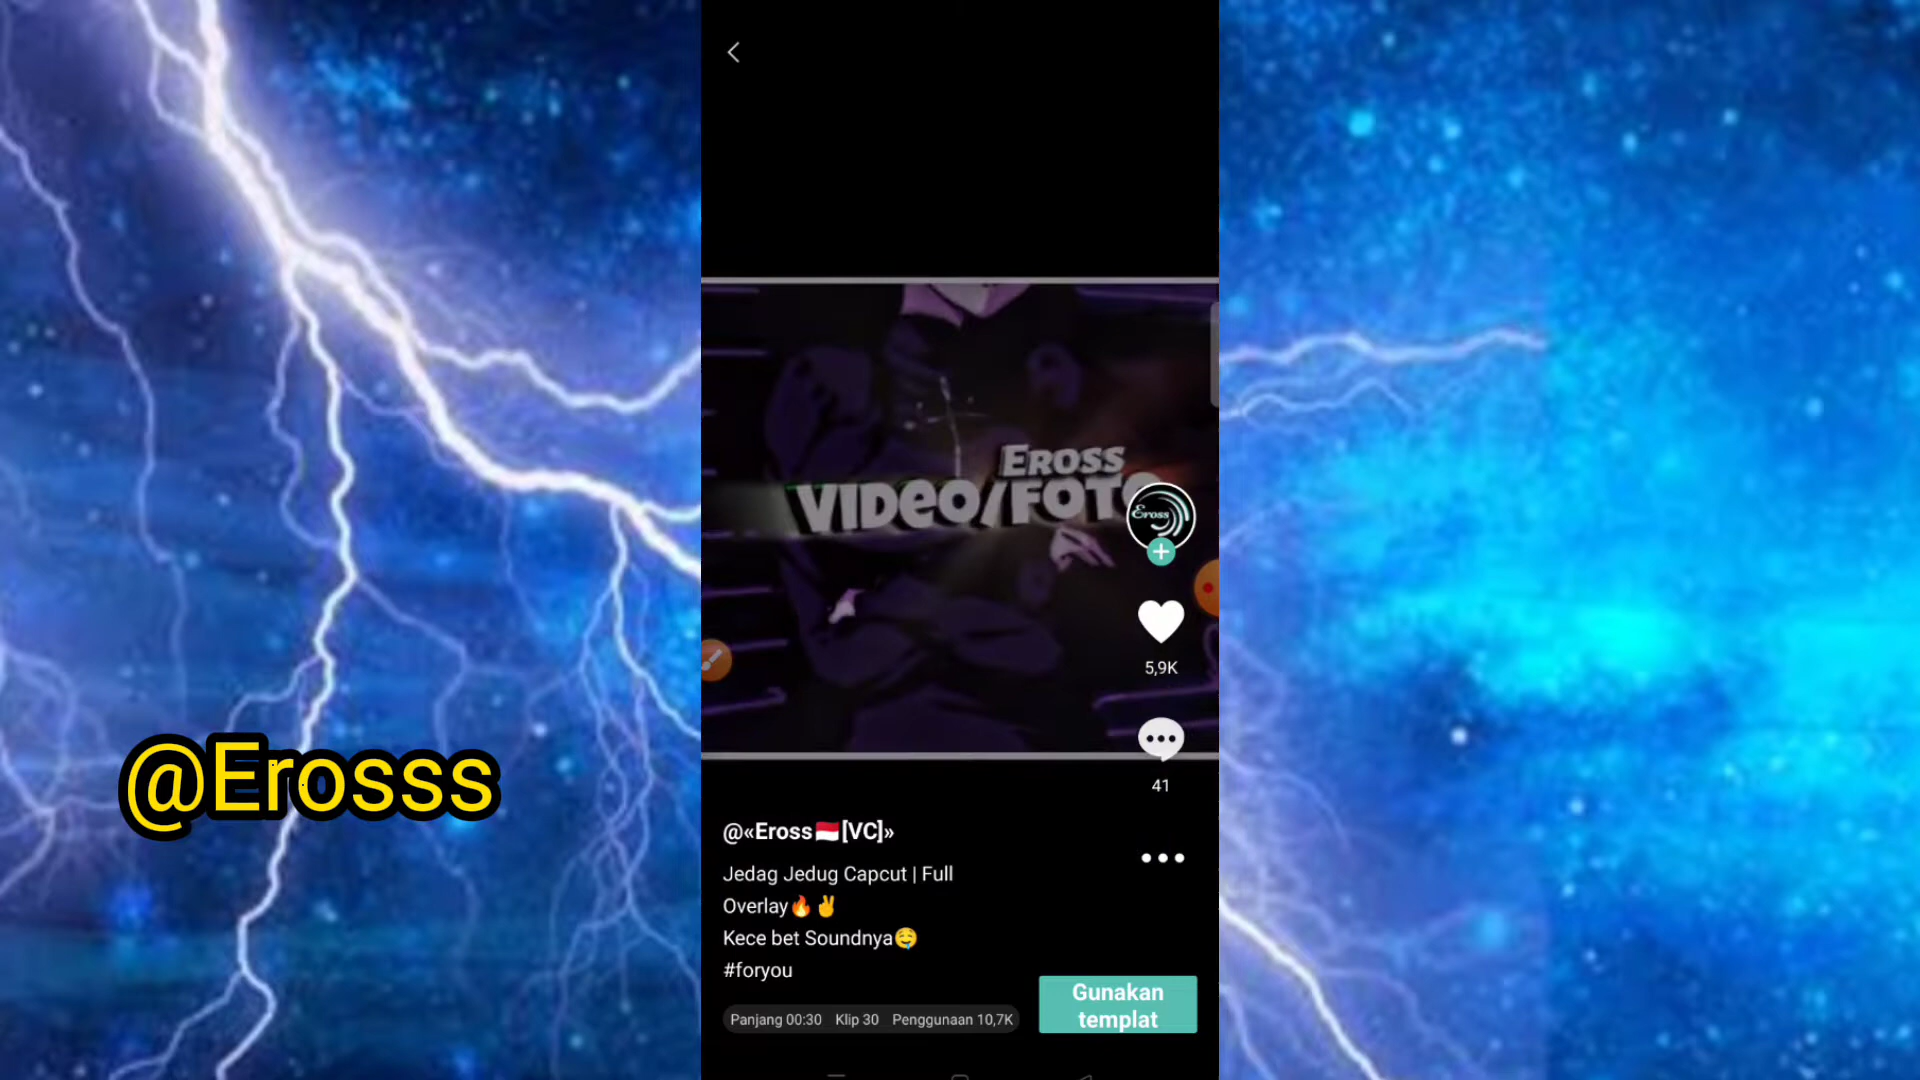 Eross
VIDEO/FOTO
Eross
5,9K
41
@Erosss
@«Eross🇮🇩[VC]»
Jedag Jedug Capcut | Full
Overlay🔥✌
Kece bet Soundnya🤤
#foryou
Panjang 00:30 Klip 30 Penggunaan 10,7K
Gunakan
templat